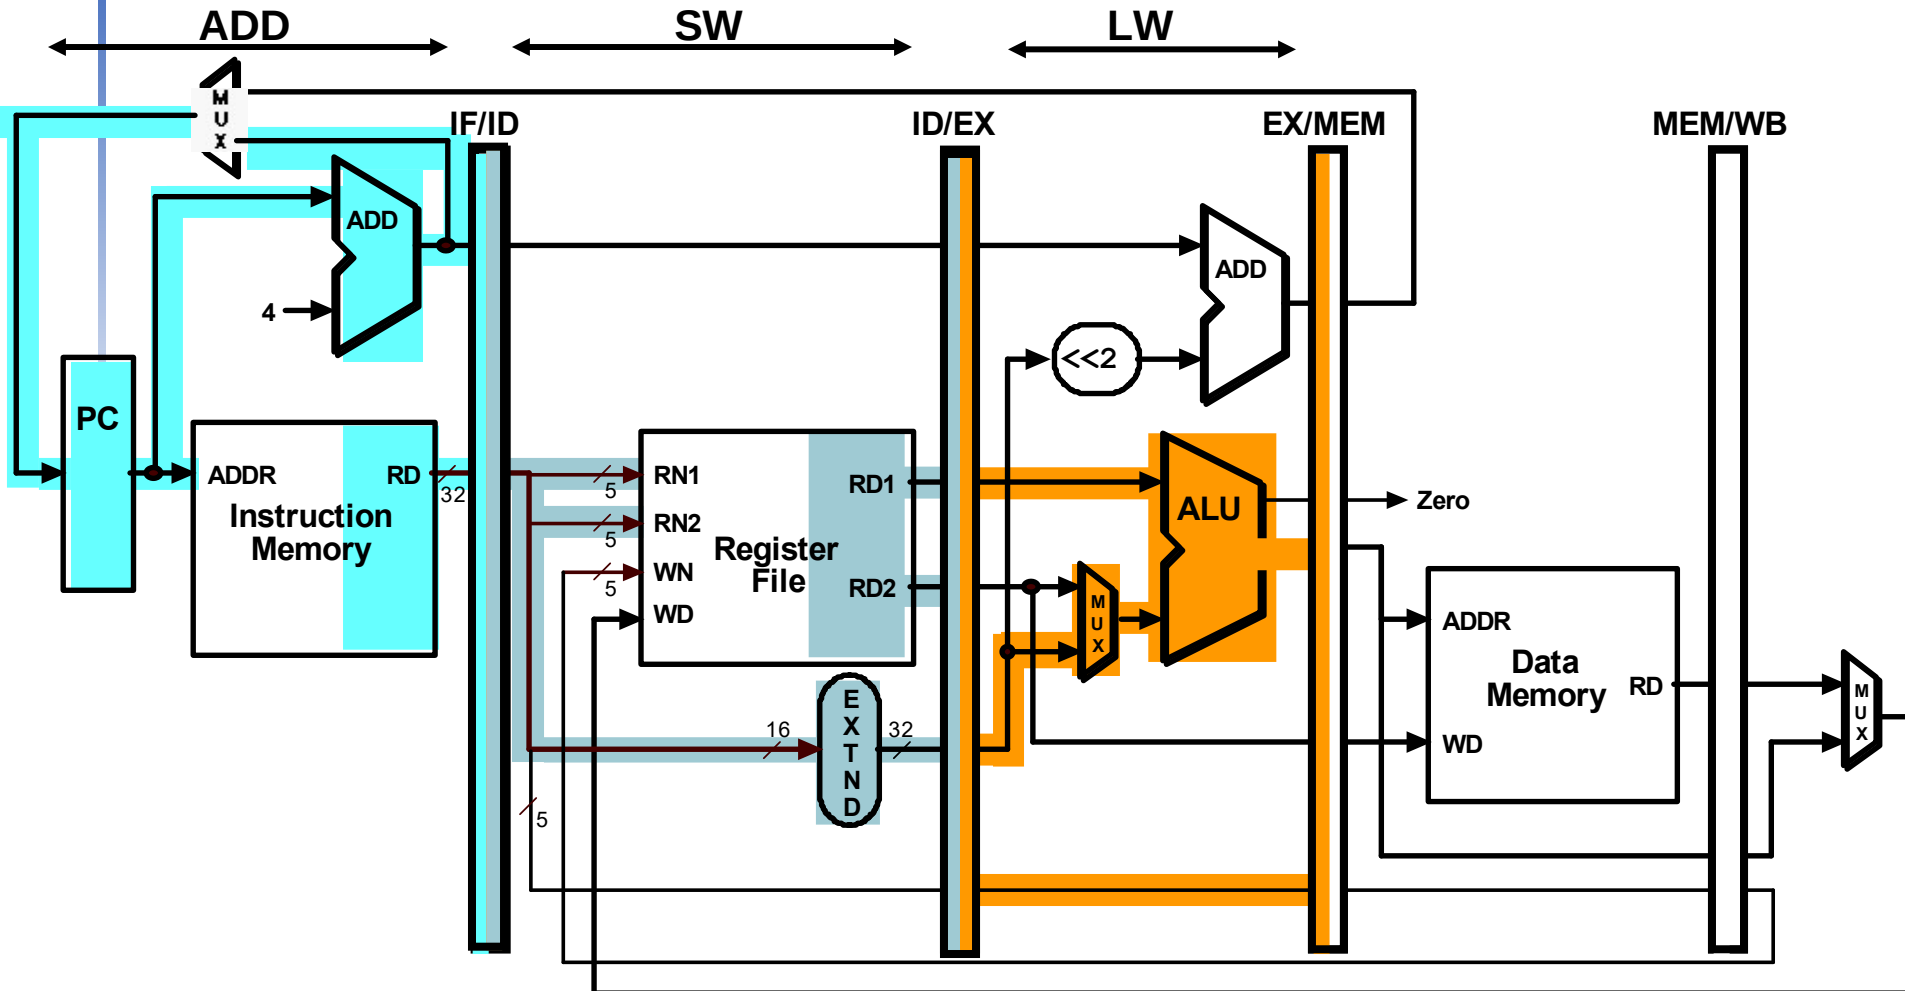 ADD
SW
LW
M
U
X
IF/ID
ID/EX
EX/MEM
MEM/WB
ADD
4
ADD
<<2
PC
ADDR
RD
32
Instruction
Memory
5
RN1
5
RN2
5
WN
WD
Register
File
RD1
RD2
M
U
X
ALU
Zero
16
E
X
T
N
D
32
5
ADDR
Data
Memory
RD
WD
M
U
X